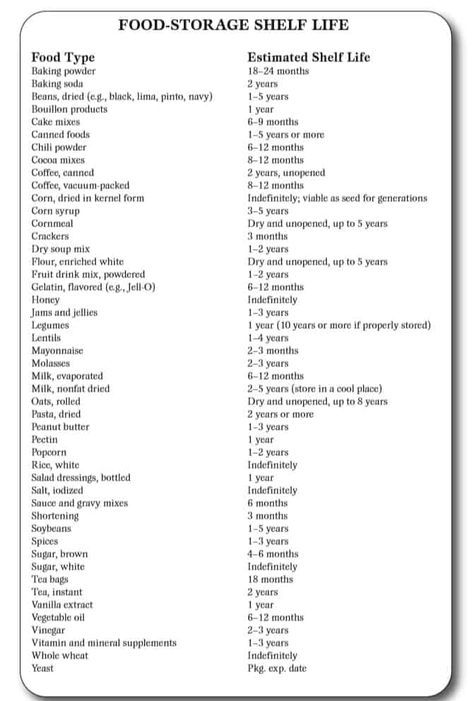 FOOD-STORAGE SHELF LIFE
Food Type Estimated Shelf Life
Baking powder 18–24 months
Baking soda 2 years
Beans, dried (e.g., black, lima, pinto, navy) 1–5 years
Bouillon products 1 year
Cake mixes 6–9 months
Canned foods 1–5 years or more
Chili powder 6–12 months
Cocoa mixes 8–12 months
Coffee, canned 2 years, unopened
Coffee, vacuum-packed 8–12 months
Corn, dried in kernel form Indefinitely; viable as seed for generations
Corn syrup 3–5 years
Cornmeal Dry and unopened, up to 5 years
Crackers 3 months
Dry soup mix 1–2 years
Flour, enriched white Dry and unopened, up to 5 years
Fruit drink mix, powdered 1–2 years
Gelatin, flavored (e.g., Jell-O) 6–12 months
Honey Indefinitely
Jams and jellies 1–3 years
Legumes 1 year (10 years or more if properly stored)
Lentils 1–4 years
Mayonnaise 2–3 months
Molasses 2–3 years
Milk, evaporated 6–12 months
Milk, nonfat dried 2–5 years (store in a cool place)
Oats, rolled Dry and unopened, up to 8 years
Pasta, dried 2 years or more
Peanut butter 1–3 years
Pectin 1 year
Popcorn 1–2 years
Rice, white Indefinitely
Salad dressings, bottled 1 year
Salt, iodized Indefinitely
Sauce and gravy mixes 6 months
Shortening 3 months
Soybeans 1–5 years
Spices 1–3 years
Sugar, brown 4–6 months
Sugar, white Indefinitely
Tea bags 18 months
Tea, instant 2 years
Vanilla extract 1 year
Vegetable oil 6–12 months
Vinegar 2–3 years
Vitamin and mineral supplements 1–3 years
Whole wheat Indefinitely
Yeast Pkg. exp. date